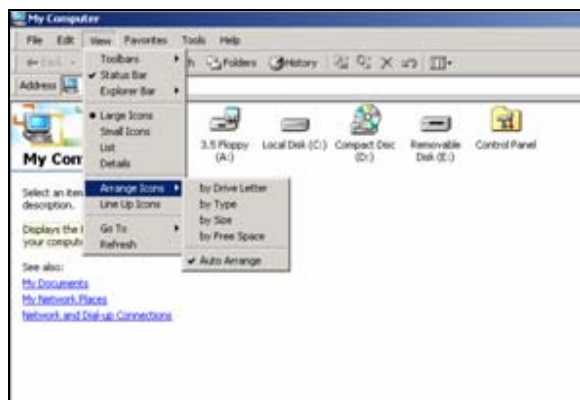 My Computer
File Edit View Favorites Tools Help
Folders History
Address
Toolbars
Status Bar
Explorer Bar
Large Icons
Small Icons
List
Details
Arrange Icons
Line Up Icons
Go To
Refresh
by Drive Letter
by Type
by Size
by Free Space
Auto Arrange
3.5 Floppy (A:)
Local Disk (C:)
Compact Disc (D:)
Removable Disk (E:)
Control Panel
My Com
Select an item
description.
Displays the
your compu
See also:
My Documents
My Network Places
Network and Dial-up Connections